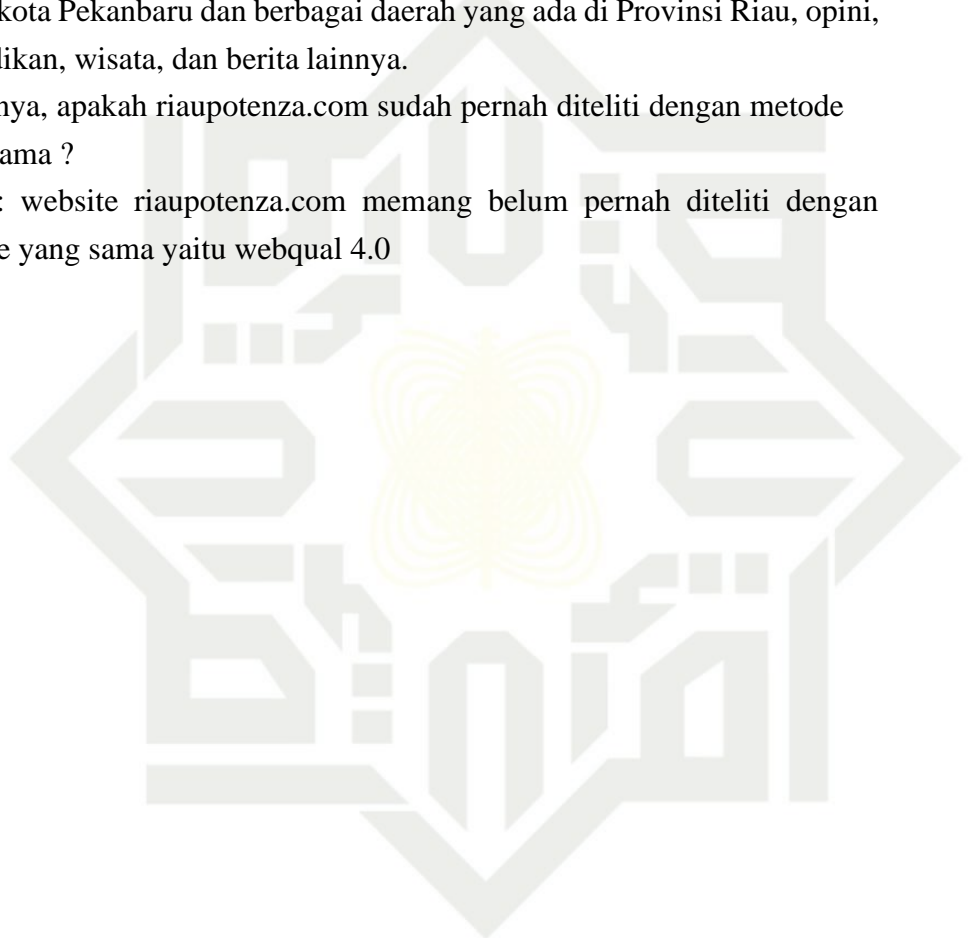 kota Pekanbaru dan berbagai daerah yang ada di Provinsi Riau, opini,
dikan, wisata, dan berita lainnya.
nya, apakah riaupotenza.com sudah pernah diteliti dengan metode
ama ?
: website riaupotenza.com memang belum pernah diteliti dengan
e yang sama yaitu webqual 4.0